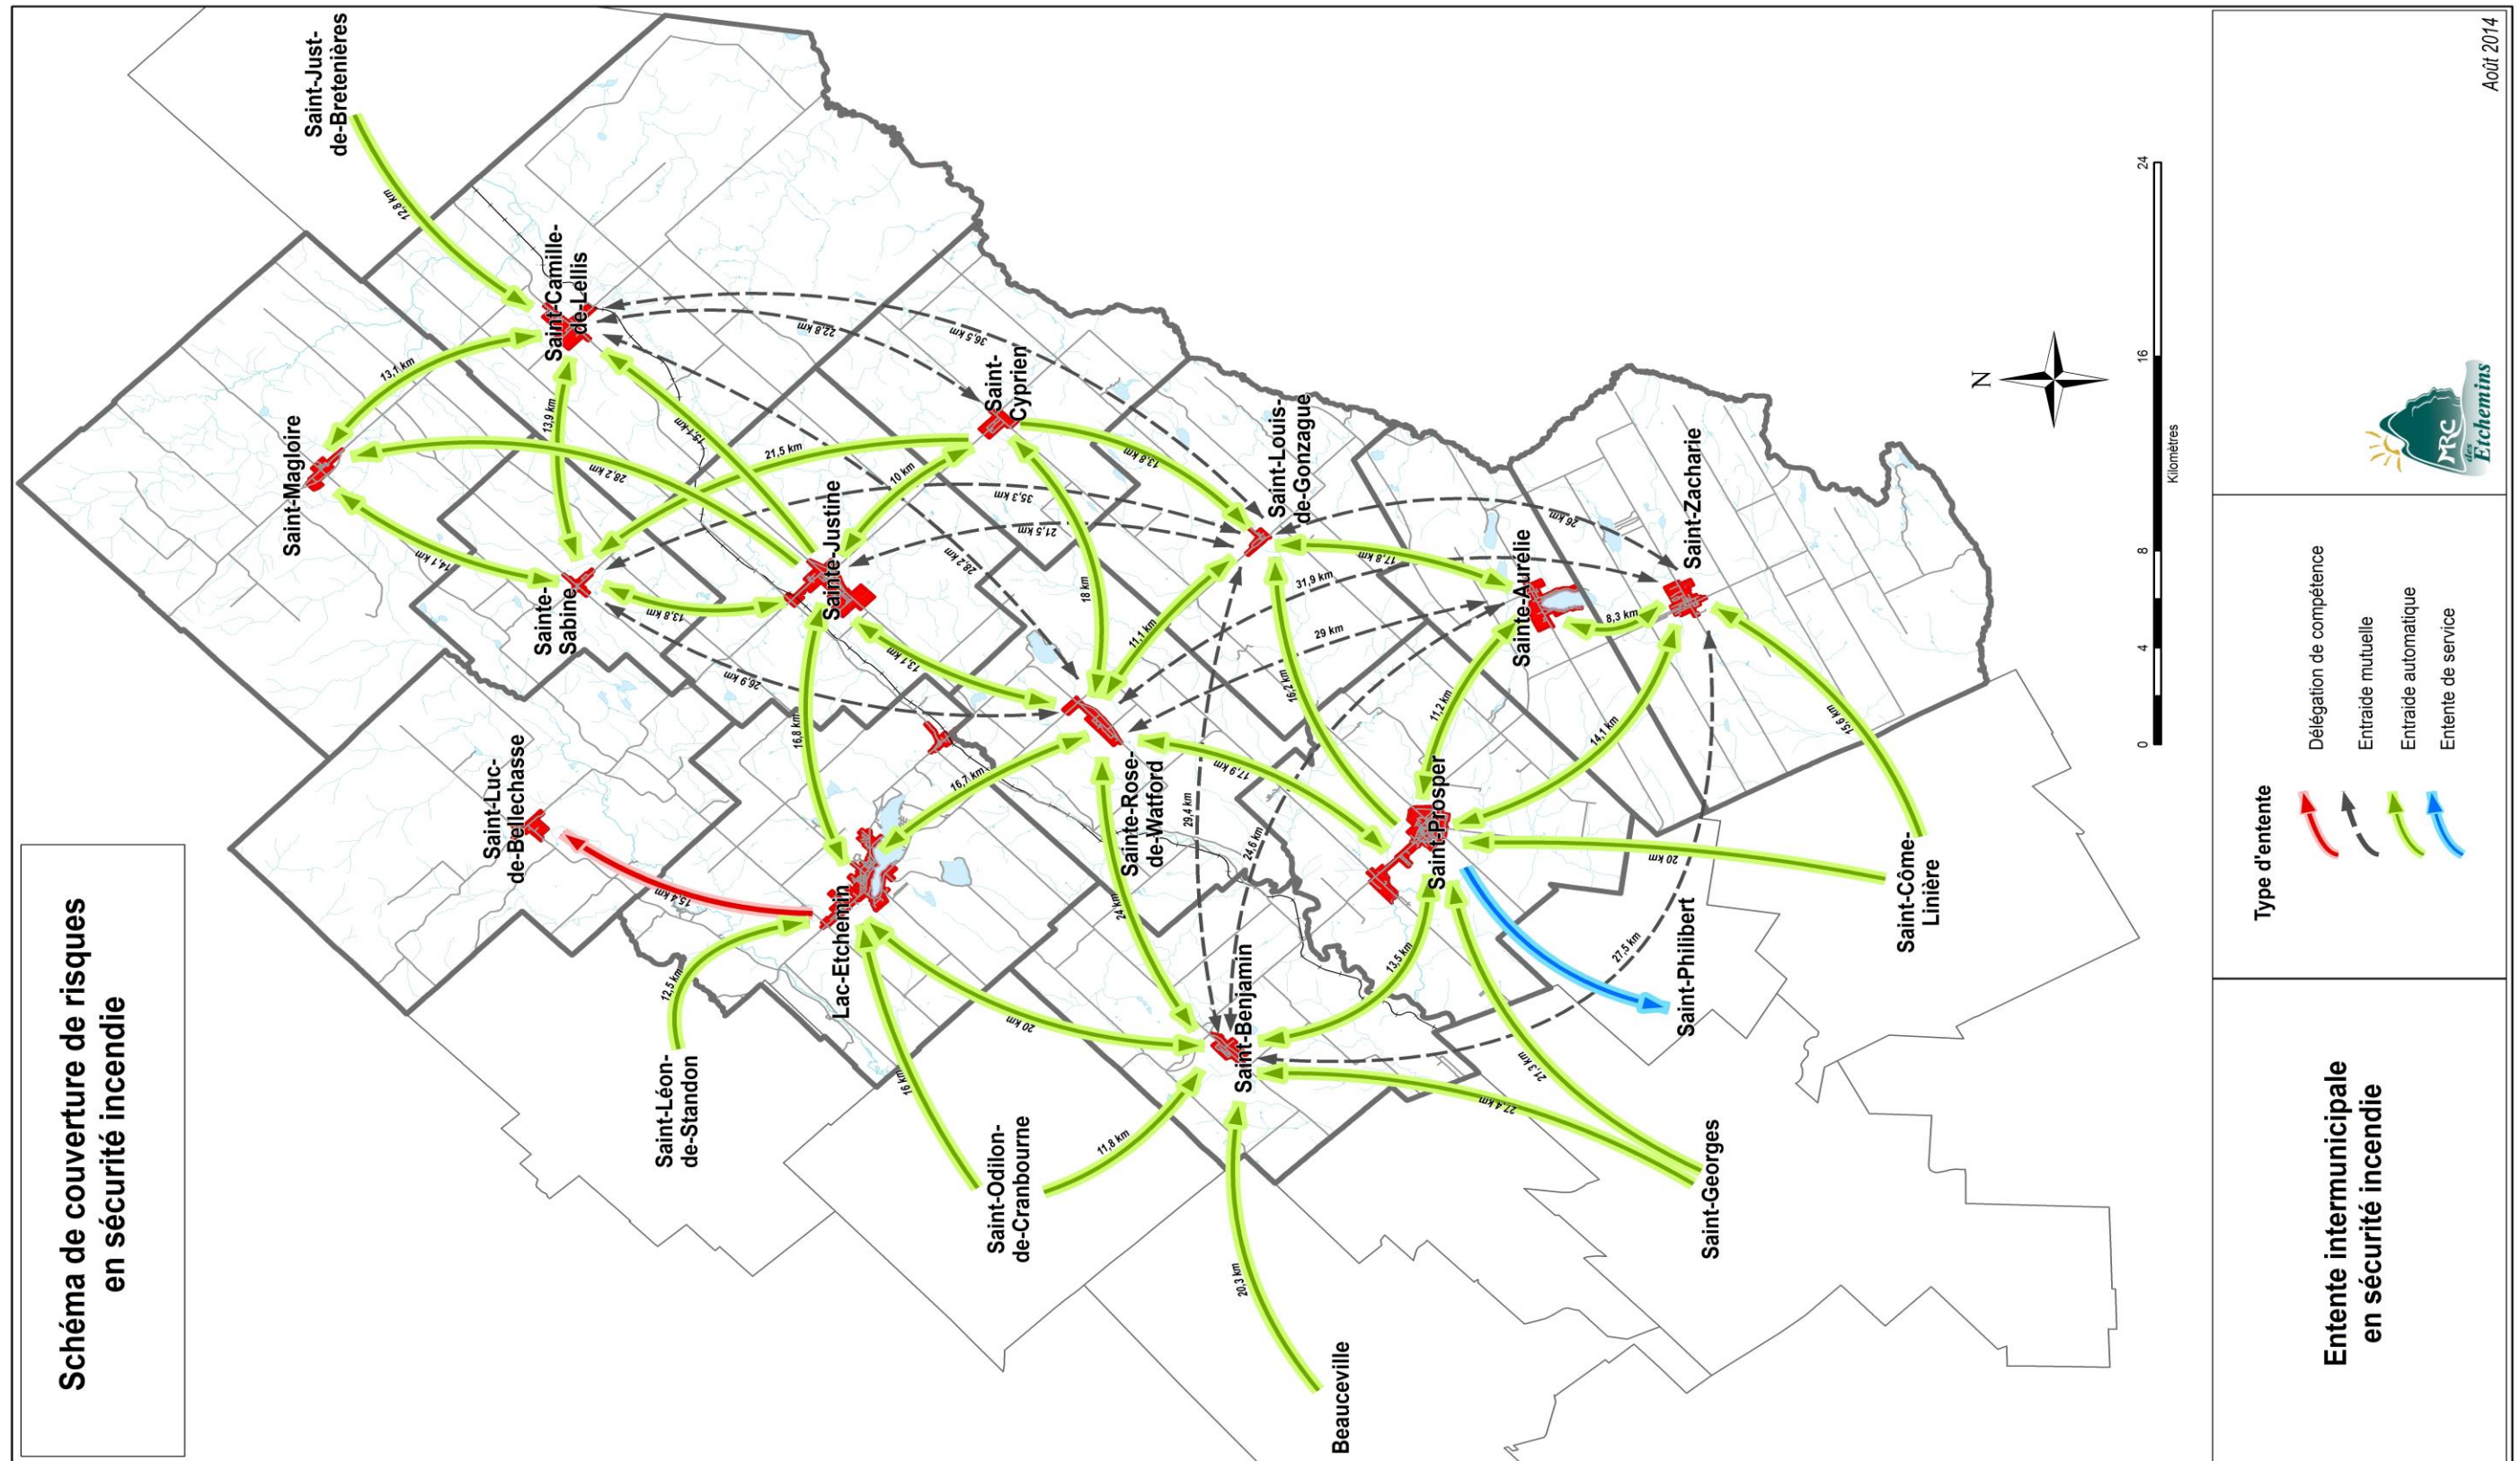 Schéma de couverture de risques
en sécurité incendie
Saint-Just-
de-Bretenières
12,8 km
Saint-Camille-
de-Lellis
13,1 km
Saint-Magloire
13,9 km
15,1 km
28,2 km
14,1 km
Sainte-
Sabine
13,8 km
21,5 km
22,8 km
36,5 km
Saint-
Cyprien
10 km
35,3 km
21,5 km
13,8 km
Sainte-Justine
28,2 km
18 km
Saint-Louis-
de-Gonzague
26 km
17,8 km
31,9 km
29 km
11,1 km
Saint-Luc-
de-Bellechasse
15,4 km
26,9 km
16,8 km
13,1 km
16,7 km
Sainte-Rose-
de-Watford
17,9 km
29,4 km
24,6 km
16,2 km
Sainte-Aurélie
8,3 km
Saint-Zacharie
11,2 km
14,1 km
15,6 km
Lac-Etchemin
12,5 km
Saint-Léon-
de-Standon
20 km
24 km
16 km
Saint-Odilon-
de-Cranbourne
11,8 km
Saint-Benjamin
13,5 km
Saint-Prosper
20 km
Saint-Philibert
27,5 km
Saint-Côme-
Linière
21,3 km
27,4 km
Saint-Georges
20,3 km
Beauceville
N
0
4
8
16
24
Kilomètres
Entente intermunicipale
en sécurité incendie
Type d'entente
Délégation de compétence
Entraide mutuelle
Entraide automatique
Entente de service
MRC
des
Etchemins
Août 2014